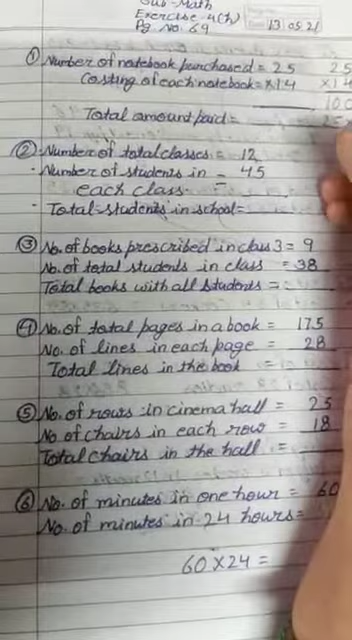 Sub-Math
Exercise-4(h)
Pg. No. 69
13|05.21
① Number of notebook purchased = 25 25
Costing of each notebook = ×14 ×14
100
Total amount paid =
② Number of total classes = 12
Number of students in = 45
each class
Total students in school =
③ No. of books prescribed in class 3 = 9
No. of total students in class = 38
Total books with all students =
④ No. of total pages in a book = 175
No. of lines in each page = 28
Total lines in the book =
⑤ No. of rows in cinema hall = 25
No of chairs in each row = 18
Total chairs in the hall =
⑥ No. of minutes in one hour = 60
No. of minutes in 24 hours =
60 × 24 =